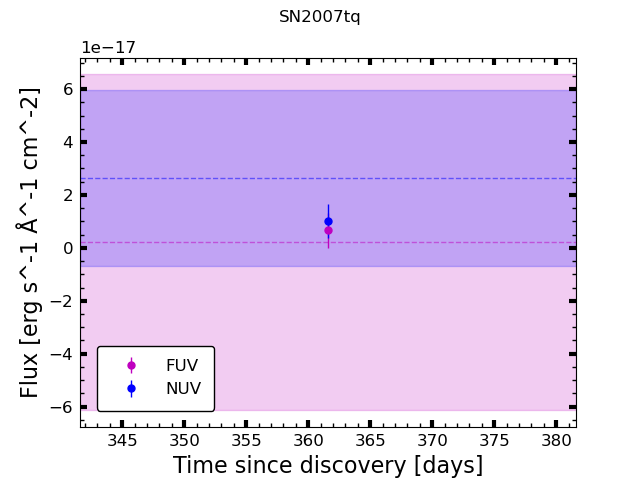 SN2007tq
1e−17
6
4
2
0
−2
−4
−6
Flux [erg s^-1 Å^-1 cm^-2]
FUV
NUV
345 350 355 360 365 370 375 380
Time since discovery [days]